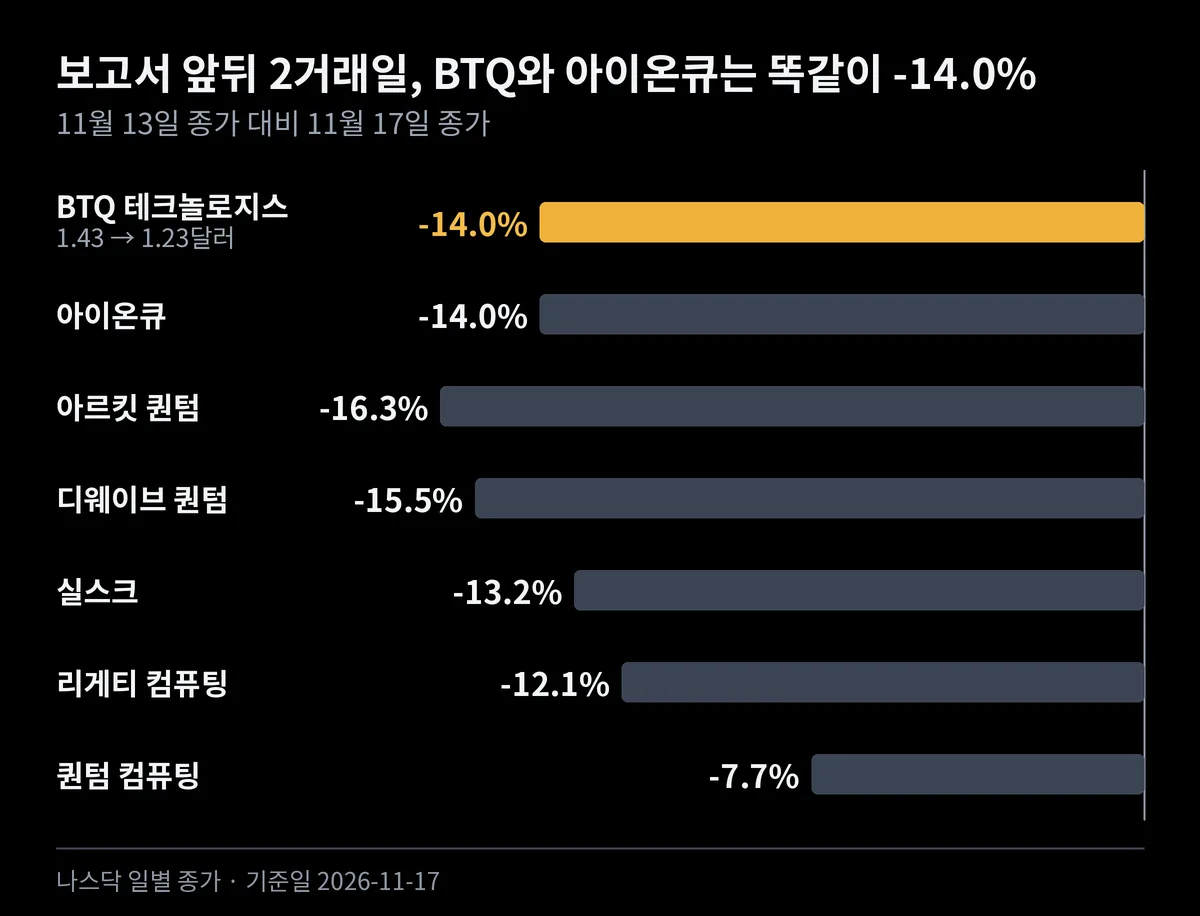 보고서 앞뒤 2거래일, BTQ와 아이온큐는 똑같이 -14.0%
11월 13일 종가 대비 11월 17일 종가
BTQ 테크놀로지스
1.43 → 1.23달러
-14.0%
아이온큐
-14.0%
아르킷 퀀텀
-16.3%
디웨이브 퀀텀
-15.5%
실스크
-13.2%
리게티 컴퓨팅
-12.1%
퀀텀 컴퓨팅
-7.7%
나스닥 일별 종가 · 기준일 2026-11-17